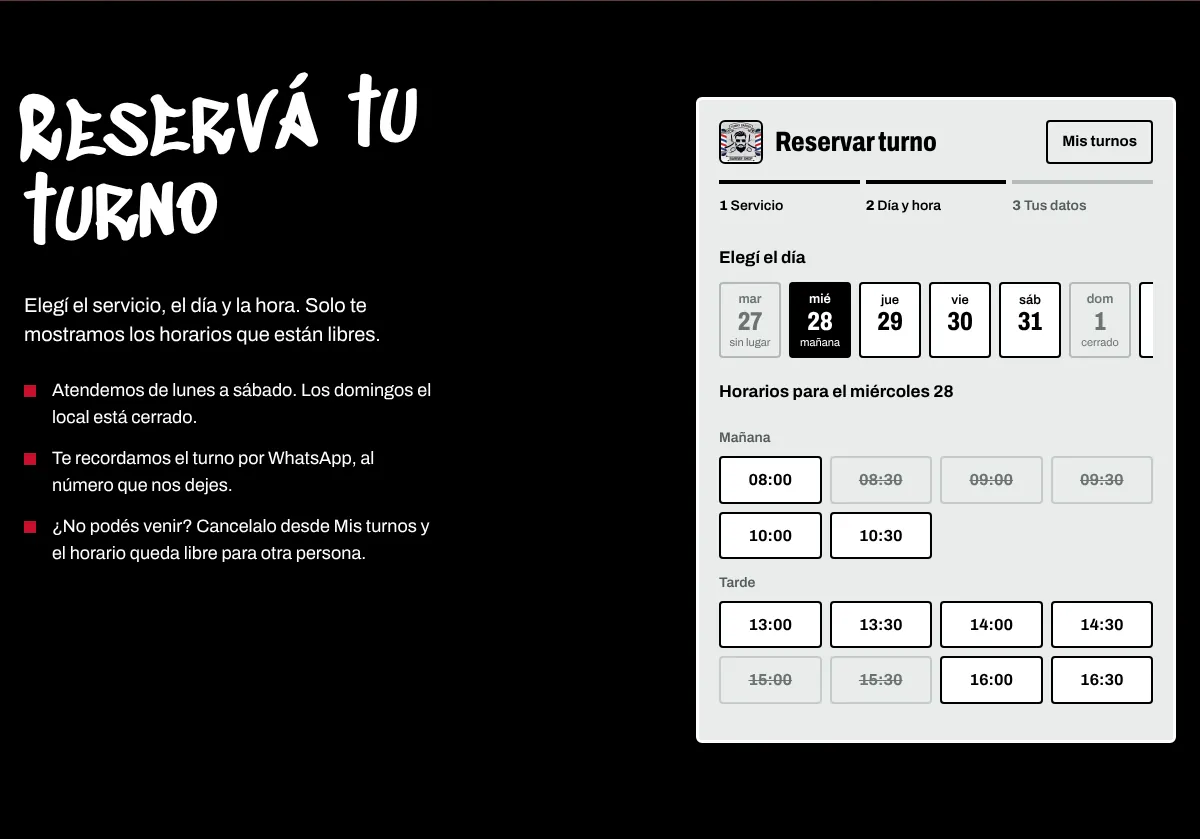 RESERVÁ TU
TURNO
Elegí el servicio, el día y la hora. Solo te
mostramos los horarios que están libres.
Atendemos de lunes a sábado. Los domingos el
local está cerrado.
Te recordamos el turno por WhatsApp, al
número que nos dejes.
¿No podés venir? Cancelalo desde Mis turnos y
el horario queda libre para otra persona.
Reservar turno
Mis turnos
1 Servicio
2 Día y hora
3 Tus datos
Elegí el día
mar
27
sin lugar
mié
28
mañana
jue
29
vie
30
sáb
31
dom
1
cerrado
Horarios para el miércoles 28
Mañana
08:00 08:30 09:00 09:30
10:00 10:30
Tarde
13:00 13:30 14:00 14:30
15:00 15:30 16:00 16:30